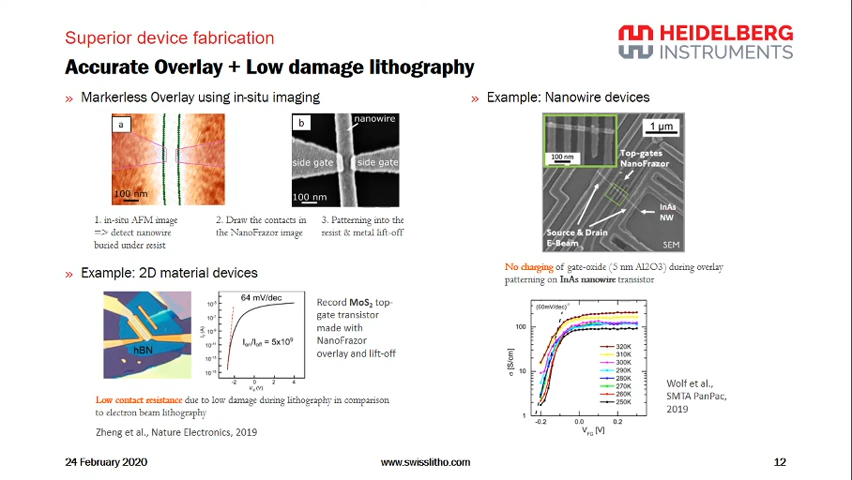 Superior device fabrication
HEIDELBERG
INSTRUMENTS
Accurate Overlay + Low damage lithography
» Markerless Overlay using in-situ imaging
a
100 nm
b
nanowire
side gate
side gate
100 nm
1. in-situ AFM image
=> detect nanowire
buried under resist
2. Draw the contacts in
the NanoFrazor image
3. Patterning into the
resist & metal lift-off
» Example: 2D material devices
hBN
64 mV/dec
Ion/Ioff = 5x10⁹
-2 0 2 4
Record MoS₂ top-
gate transistor
made with
NanoFrazor
overlay and lift-off
Low contact resistance due to low damage during lithography in comparison
to electron beam lithography
Zheng et al., Nature Electronics, 2019
» Example: Nanowire devices
100 nm
1 µm
Top-gates
NanoFrazor
InAs
NW
Source & Drain
E-Beam
SEM
No charging of gate-oxide (5 nm Al2O3) during overlay
patterning on InAs nanowire transistor
(60mV/dec)
100
10
1
σ [S/cm]
320K
310K
300K
290K
280K
270K
260K
250K
-0.2 0.0 0.2
VFG [V]
Wolf et al.,
SMTA PanPac,
2019
24 February 2020
www.swisslitho.com
12